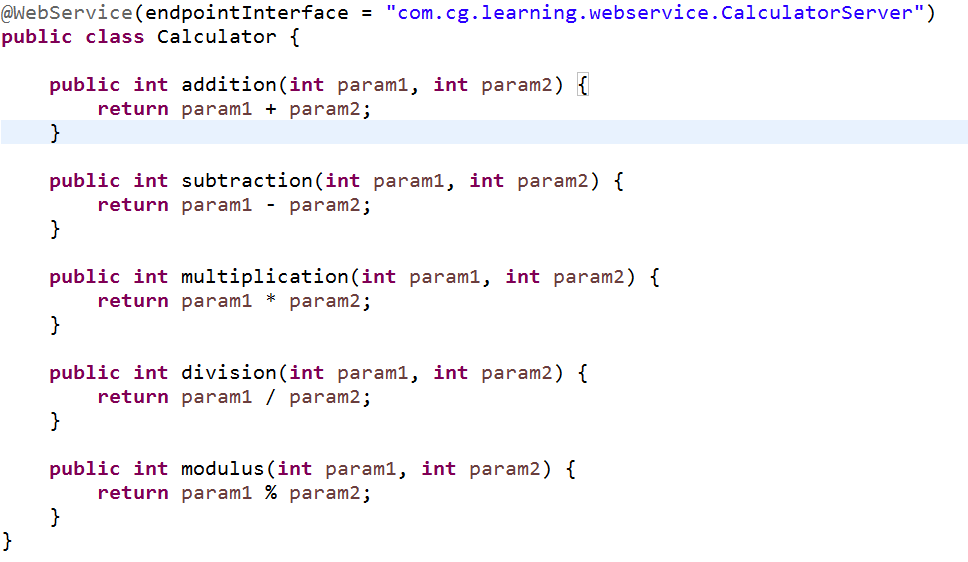 @WebService(endpointInterface = "com.cg.learning.webservice.CalculatorServer")
public class Calculator {
    public int addition(int param1, int param2) {
        return param1 + param2;
    }
    public int subtraction(int param1, int param2) {
        return param1 - param2;
    }
    public int multiplication(int param1, int param2) {
        return param1 * param2;
    }
    public int division(int param1, int param2) {
        return param1 / param2;
    }
    public int modulus(int param1, int param2) {
        return param1 % param2;
    }
}